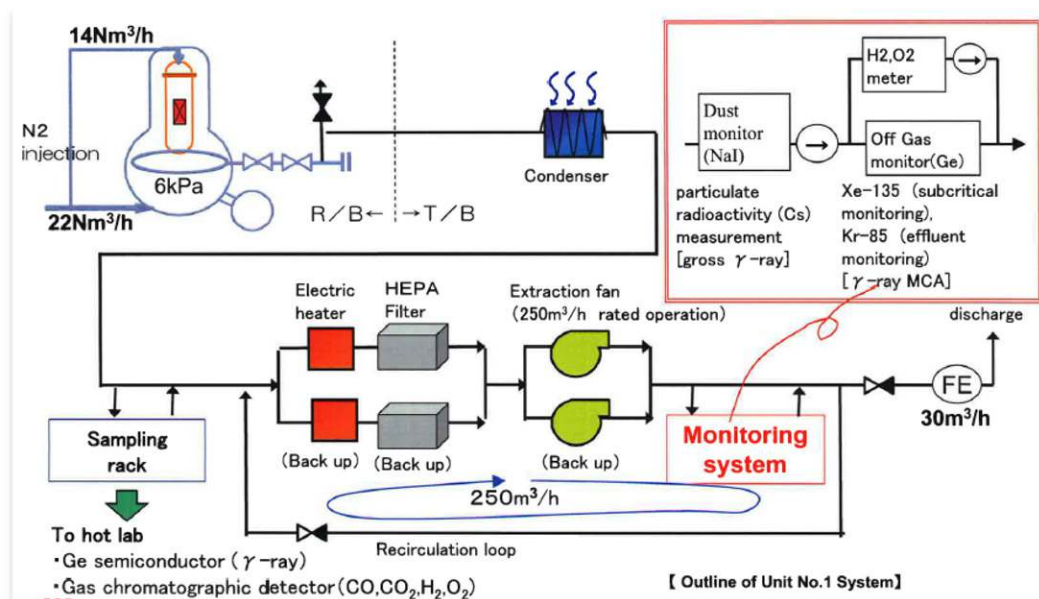 14Nm³/h
N2
injection
6kPa
22Nm³/h
R/B← →T/B
Condenser
H2,O2
meter
Dust
monitor
(NaI)
Off Gas
monitor(Ge)
particulate
radioactivity (Cs)
measurement
[gross γ-ray]
Xe-135 (subcritical
monitoring),
Kr-85 (effluent
monitoring)
[γ-ray MCA]
Electric
heater
HEPA
Filter
Extraction fan
(250m³/h rated operation)
discharge
FE
30m³/h
Sampling
rack
(Back up)
(Back up)
(Back up)
Monitoring
system
250m³/h
Recirculation loop
To hot lab
・Ge semiconductor (γ-ray)
・Gas chromatographic detector(CO,CO₂,H₂,O₂)
【 Outline of Unit No.1 System】